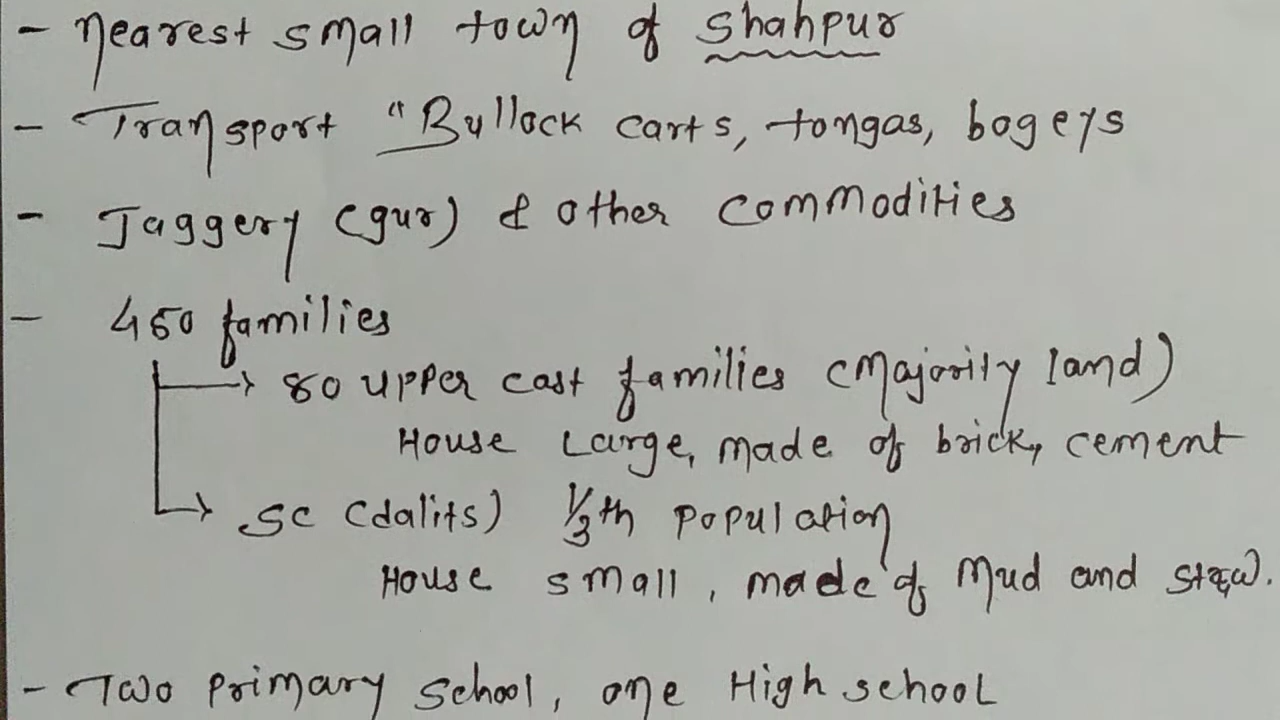 - Nearest small town of Shahpur
- Transport "Bullock carts, tongas, bogeys
- Jaggery (gur) & other commodities
- 450 families
→ 80 upper cast families (Majority land)
House Large, made of brick, cement
→ SC (dalits) 1/3th population
House small, made of Mud and straw.
- Two primary school, one High school